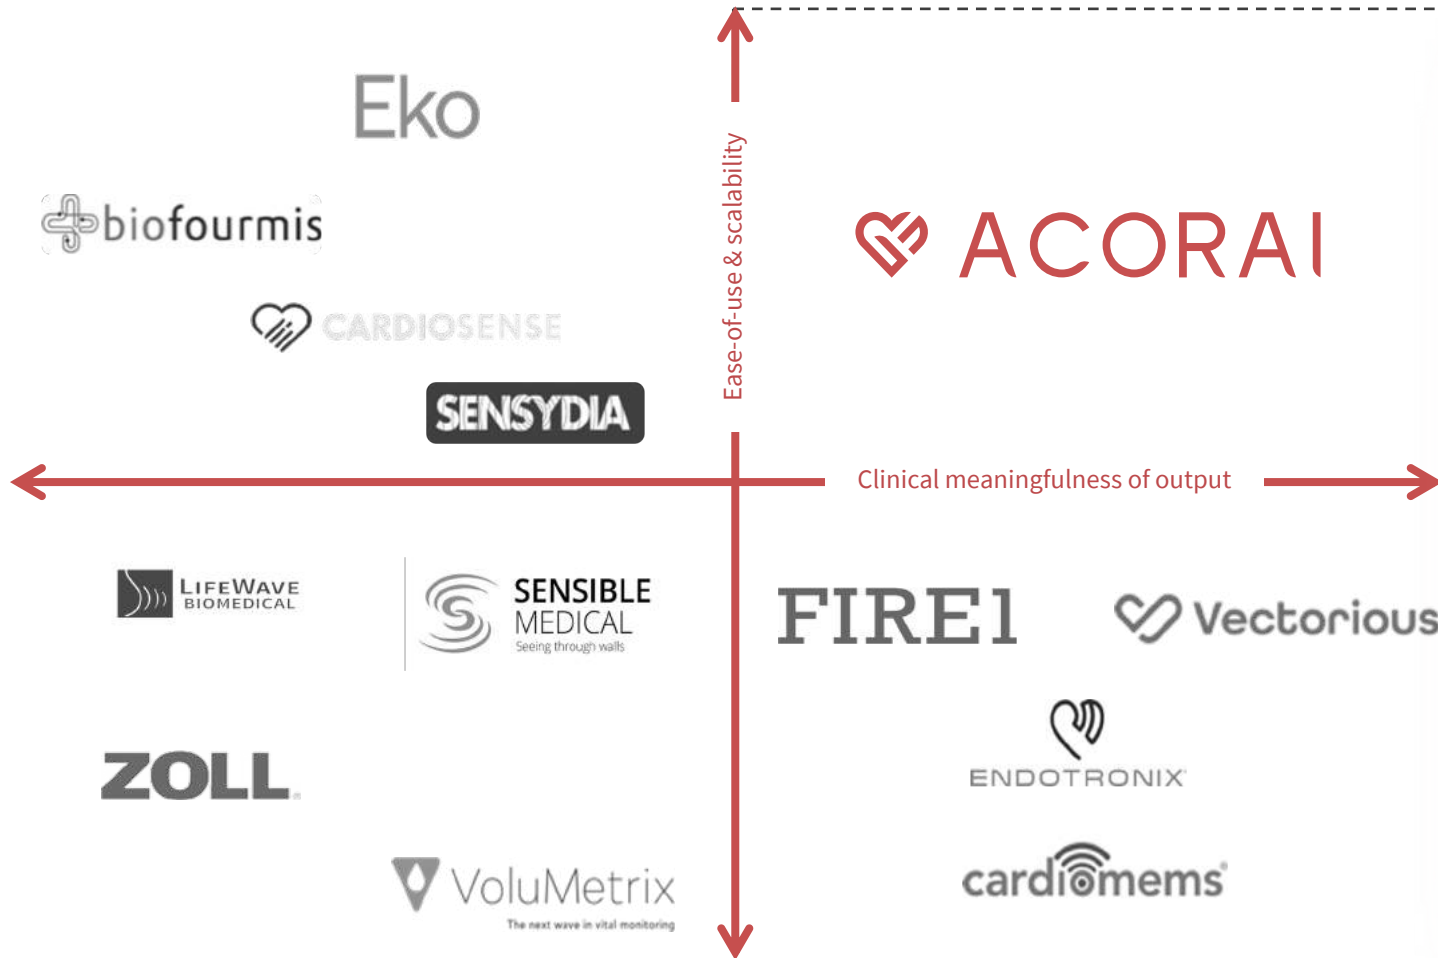 Eko
biofourmis
CARDIOSENSE
SENSYDIA
Ease-of-use & scalability
ACORAI
Clinical meaningfulness of output
LIFEWAVE
BIOMEDICAL
SENSIBLE
MEDICAL
Seeing through walls
FIRE1
Vectorious
ENDOTRONIX
ZOLL
cardiomems
VoluMetrix
The next wave in vital monitoring